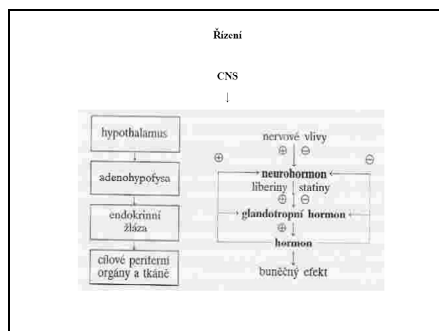 Řízení
CNS
↓
hypothalamus
adenohypofysa
endokrinní
žláza
cílové periferní
orgány a tkáně
nervové vlivy
⊕ ⊕ ⊖ ⊖
neurohormon
liberiny statiny
⊕ ⊖
glandotropní hormon
⊕
hormon
buněčný efekt